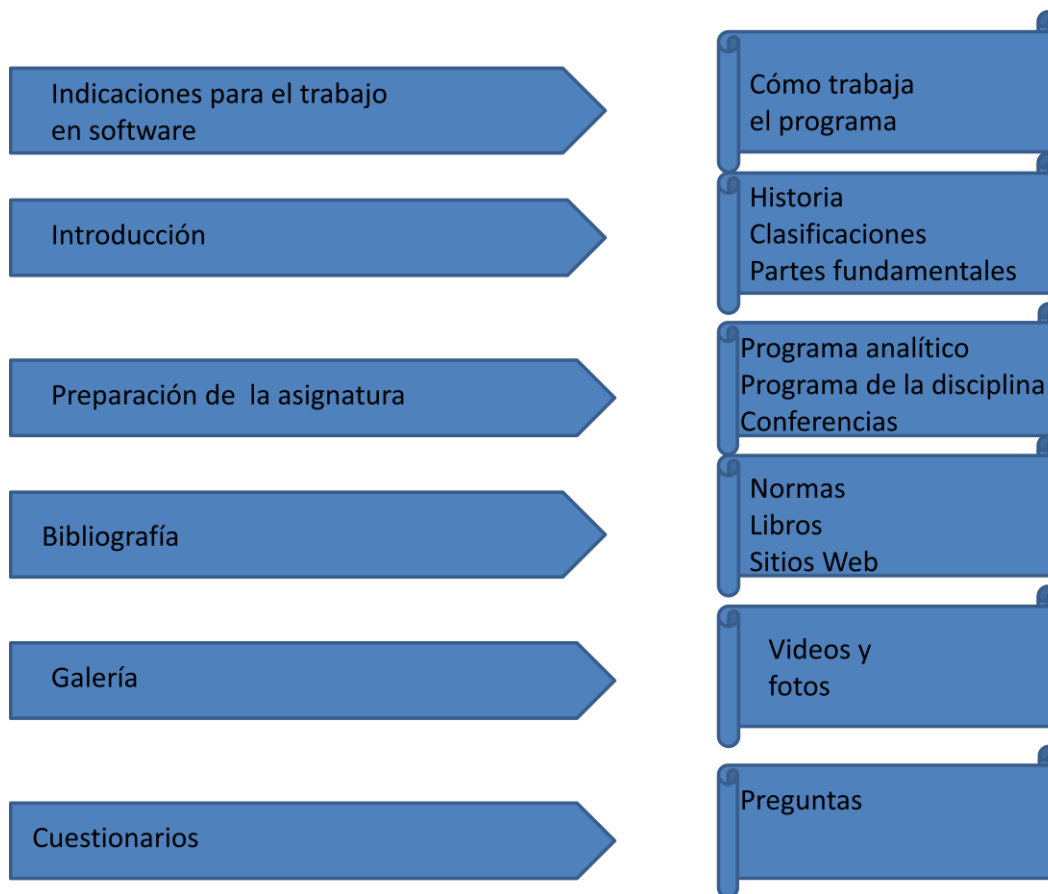 Indicaciones para el trabajo
en software
Cómo trabaja
el programa
Introducción
Historia
Clasificaciones
Partes fundamentales
Preparación de  la asignatura
Programa analítico
Programa de la disciplina
Conferencias
Bibliografía
Normas
Libros
Sitios Web
Galería
Videos y
fotos
Cuestionarios
Preguntas